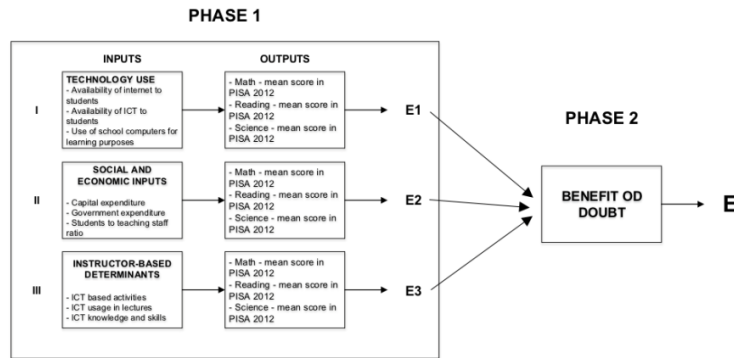 PHASE 1
INPUTS
OUTPUTS
I
TECHNOLOGY USE
- Availability of internet to
students
- Availability of ICT to
students
- Use of school computers for
learning purposes
- Math - mean score in
PISA 2012
- Reading - mean score in
PISA 2012
- Science - mean score in
PISA 2012
E1
II
SOCIAL AND
ECONOMIC INPUTS
- Capital expenditure
- Government expenditure
- Students to teaching staff
ratio
- Math - mean score in
PISA 2012
- Reading - mean score in
PISA 2012
- Science - mean score in
PISA 2012
E2
III
INSTRUCTOR-BASED
DETERMINANTS
- ICT based activities
- ICT usage in lectures
- ICT knowledge and skills
- Math - mean score in
PISA 2012
- Reading - mean score in
PISA 2012
- Science - mean score in
PISA 2012
E3
PHASE 2
BENEFIT OD
DOUBT
E